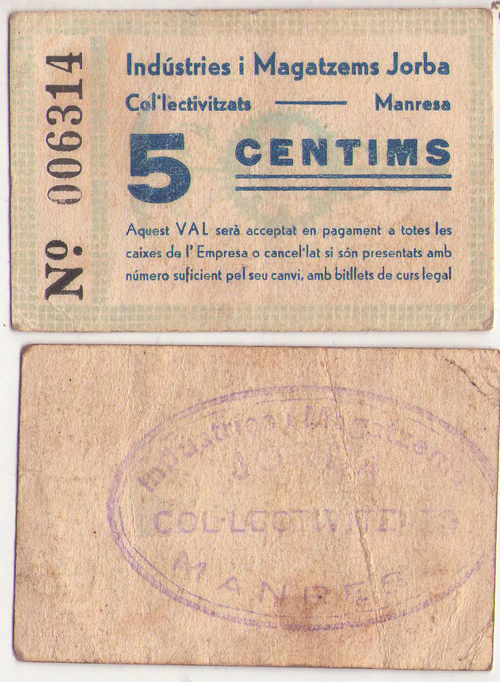 Nº 006314
Indústries i Magatzems Jorba
Col·lectivitzats — Manresa
5 CENTIMS
Aquest VAL serà acceptat en pagament a totes les
caixes de l'Empresa o cancel·lat si són presentats amb
número suficient pel seu canvi, amb bitllets de curs legal
Indústries i Magatzems
COL·LECTIVITZATS
MANRES